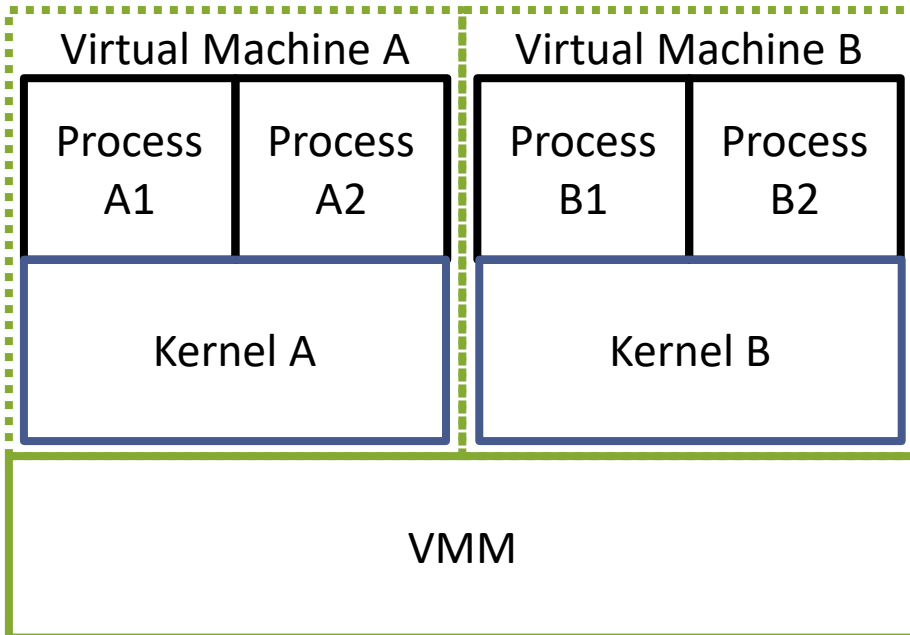 Virtual Machine A
Virtual Machine B
Process
A1
Process
A2
Process
B1
Process
B2
Kernel A
Kernel B
VMM